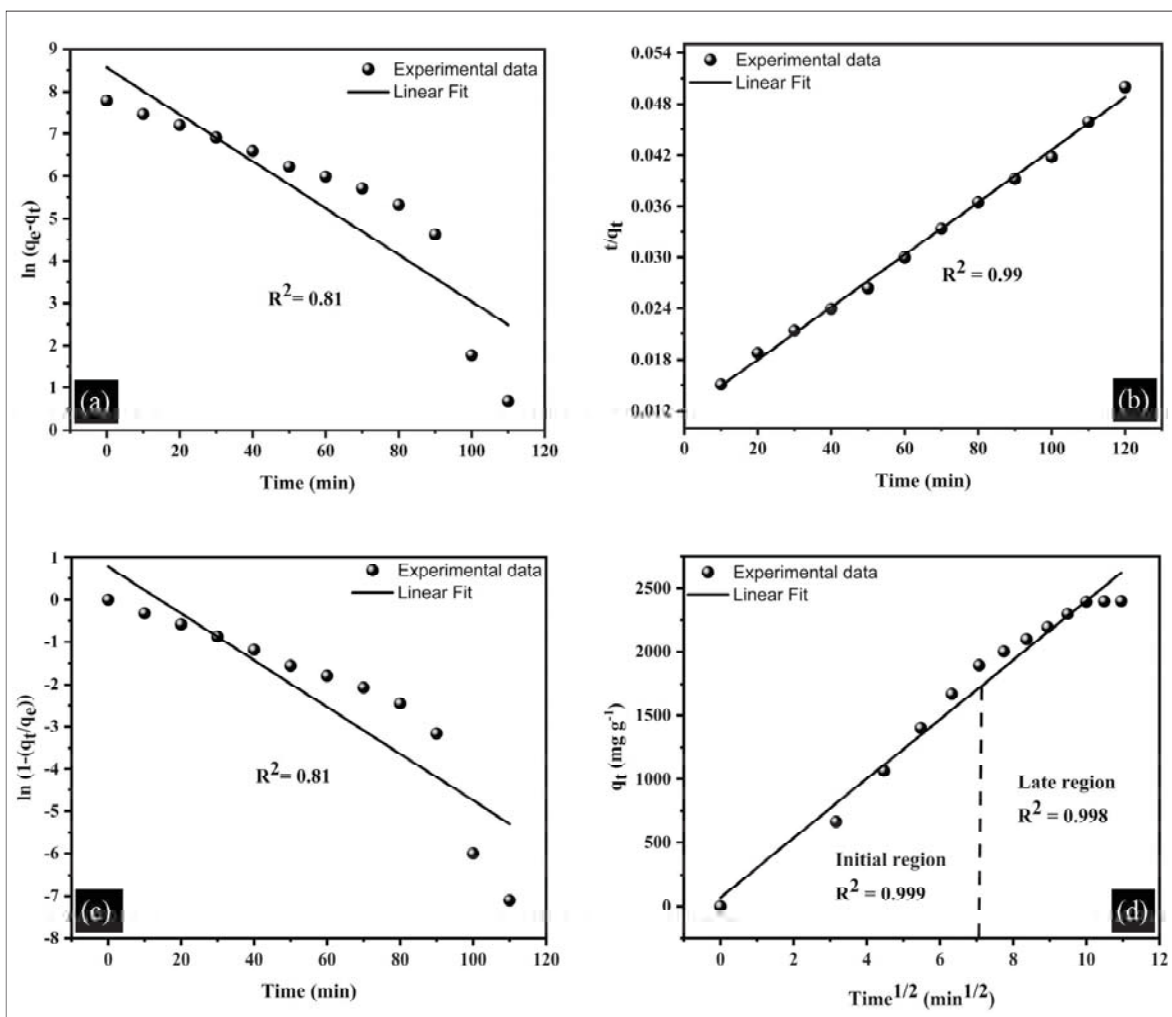 9
8
7
6
5
4
3
2
1
0
ln (qe-qt)
Experimental data
Linear Fit
R2= 0.81
(a)
0 20 40 60 80 100 120
Time (min)
0.054
0.048
0.042
0.036
0.030
0.024
0.018
0.012
t/qt
Experimental data
Linear Fit
R2 = 0.99
(b)
0 20 40 60 80 100 120
Time (min)
1
0
-1
-2
-3
-4
-5
-6
-7
-8
ln (1-(qt/qe))
Experimental data
Linear Fit
R2= 0.81
(c)
0 20 40 60 80 100 120
Time (min)
2500
2000
1500
1000
500
0
qt (mg g-1)
Experimental data
Linear Fit
Late region
R2 = 0.998
Initial region
R2 = 0.999
(d)
0 2 4 6 8 10 12
Time1/2 (min1/2)